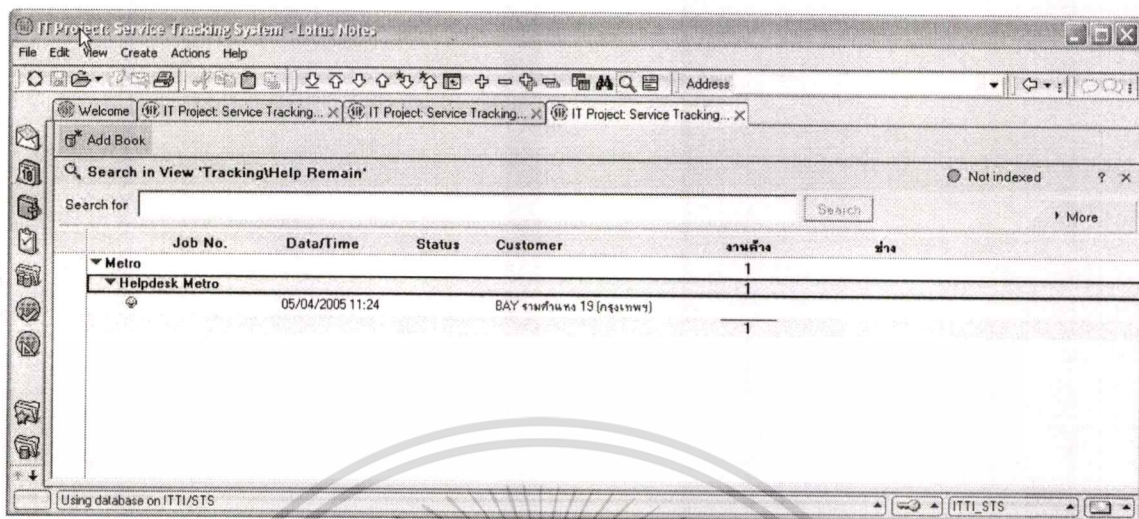 IT Project: Service Tracking System - Lotus Notes
File Edit View Create Actions Help
Address
Welcome IT Project: Service Tracking... IT Project: Service Tracking... IT Project: Service Tracking...
Add Book
Search in View 'Tracking\Help Remain' Not indexed ? ×
Search for Search More
Job No. Data/Time Status Customer งานค้าง ช่าง
Metro 1
Helpdesk Metro 1
05/04/2005 11:24 BAY รามคำแหง 19 (กรุงเทพฯ)
1
Using database on ITTI/STS ITTI_STS